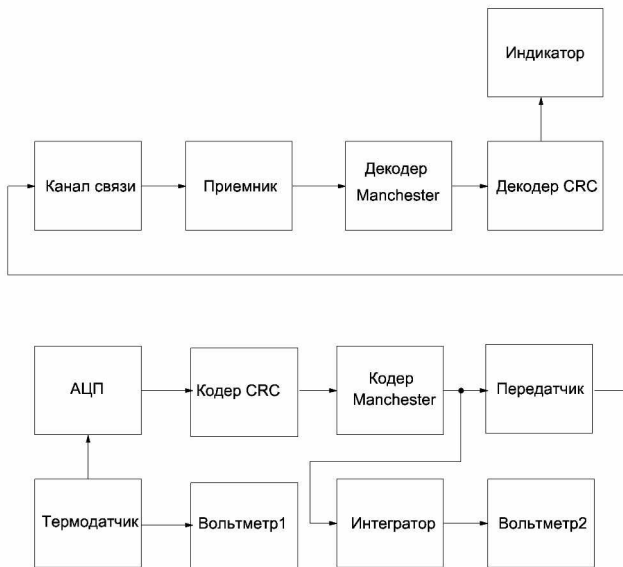 Индикатор
Канал связи
Приемник
Декодер
Manchester
Декодер CRC
АЦП
Кодер CRC
Кодер
Manchester
Передатчик
Термодатчик
Вольтметр1
Интегратор
Вольтметр2